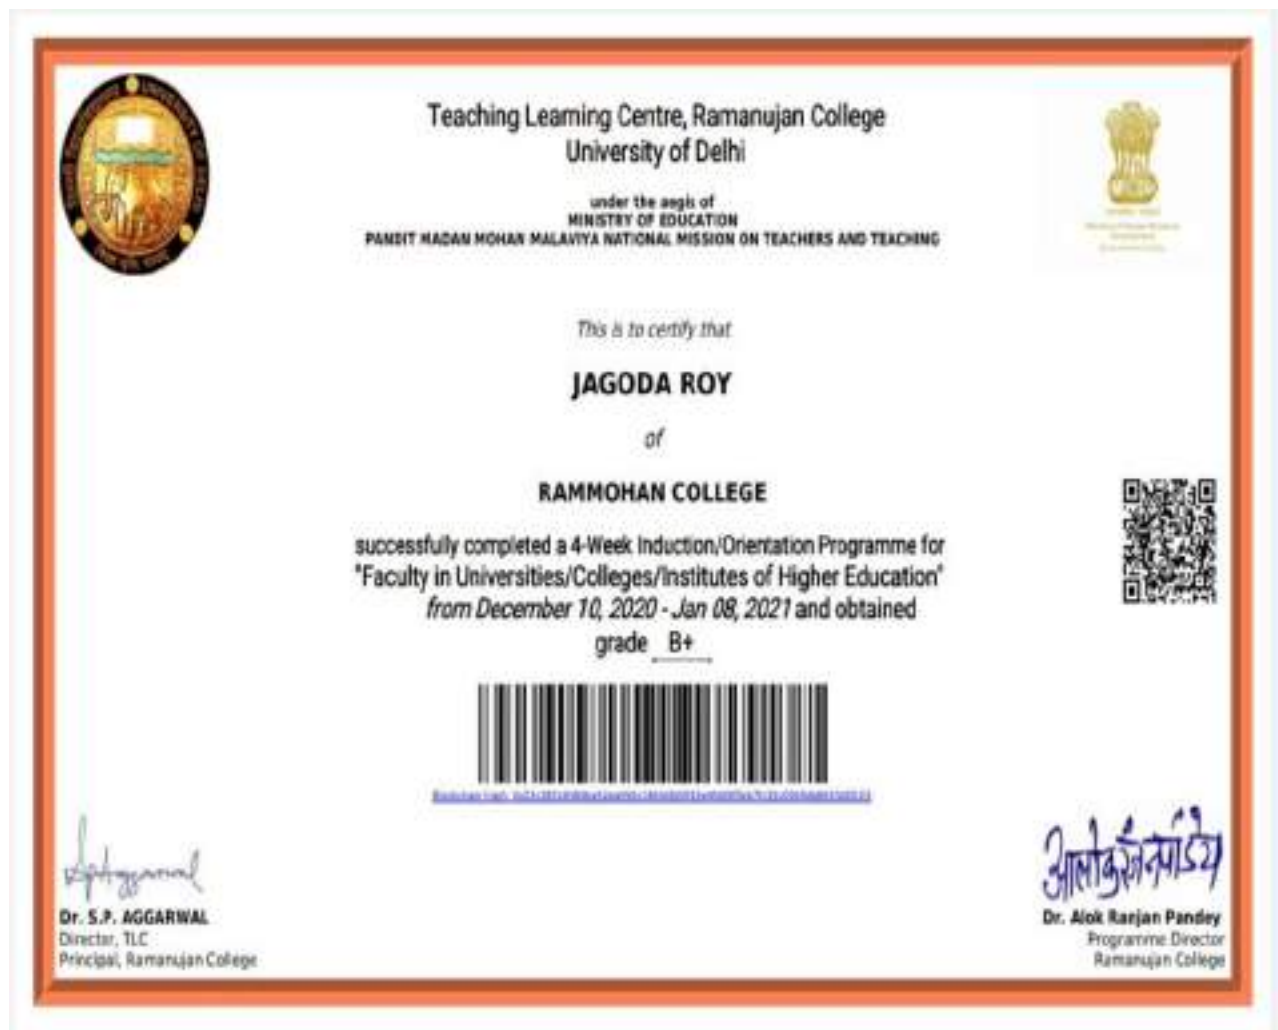 Teaching Learning Centre, Ramanujan College
University of Delhi
under the aegis of
MINISTRY OF EDUCATION
PANDIT MADAN MOHAN MALAVIYA NATIONAL MISSION ON TEACHERS AND TEACHING
This is to certify that
JAGODA ROY
of
RAMMOHAN COLLEGE
successfully completed a 4-Week Induction/Orientation Programme for
"Faculty in Universities/Colleges/Institutes of Higher Education"
from December 10, 2020 - Jan 08, 2021 and obtained
grade B+
Dr. S.P. AGGARWAL
Director, TLC
Principal, Ramanujan College
आलोक रंजन पांडेय
Dr. Alok Ranjan Pandey
Programme Director
Ramanujan College